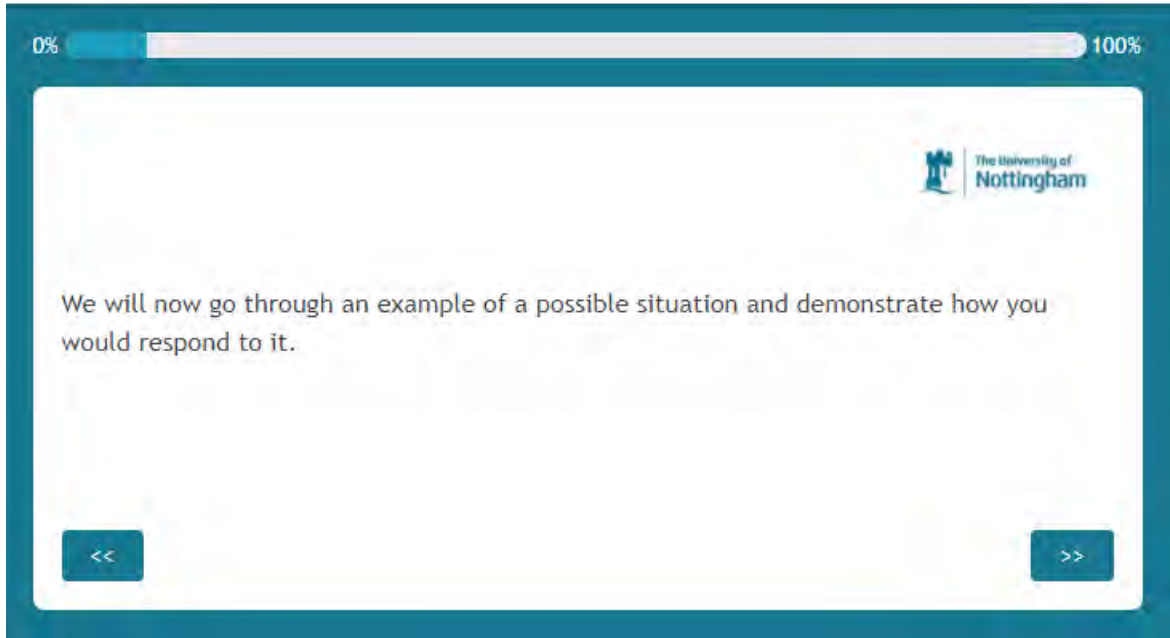 0%
100%
The University of
Nottingham
We will now go through an example of a possible situation and demonstrate how you
would respond to it.
<<
>>